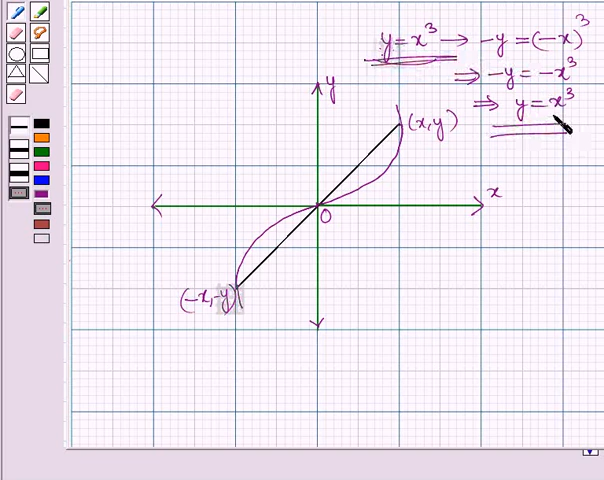 y = x³ → -y = (-x)³
⇒ -y = -x³
⇒ y = x³
y
(x,y)
x
O
(-x,-y)